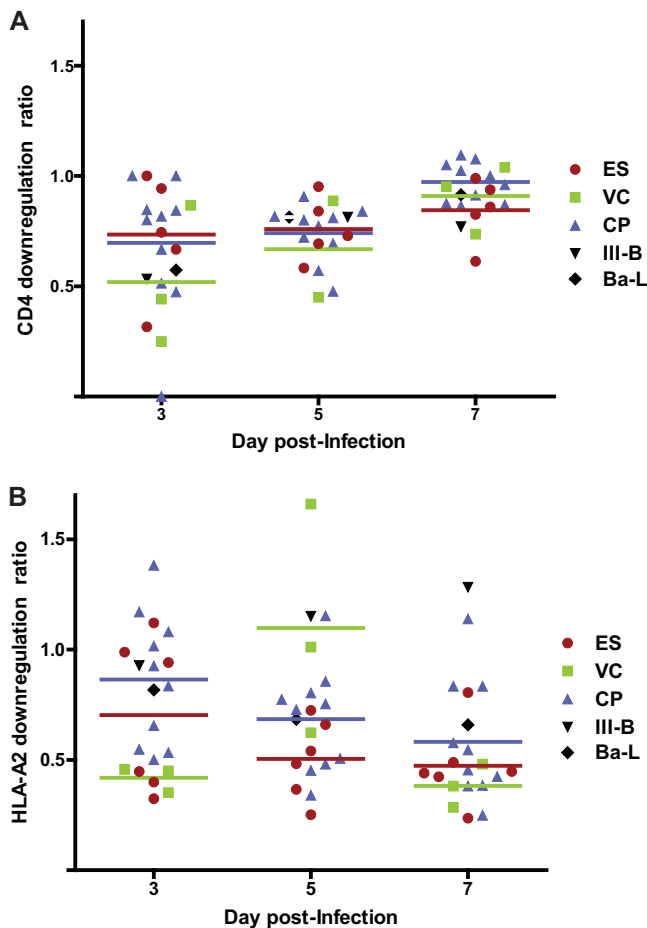 A
CD4 downregulation ratio
1.5
1.0
0.5
3
5
7
Day post-Infection
ES
VC
CP
III-B
Ba-L
B
HLA-A2 downregulation ratio
1.5
1.0
0.5
3
5
7
Day post-Infection
ES
VC
CP
III-B
Ba-L